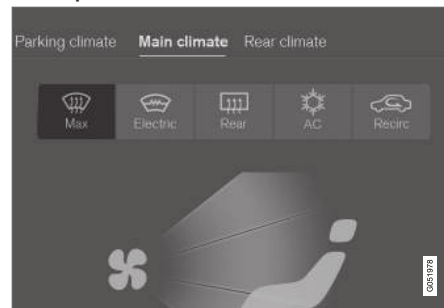 Parking climate Main climate Rear climate
Max Electric Rear AC Recirc
G051978